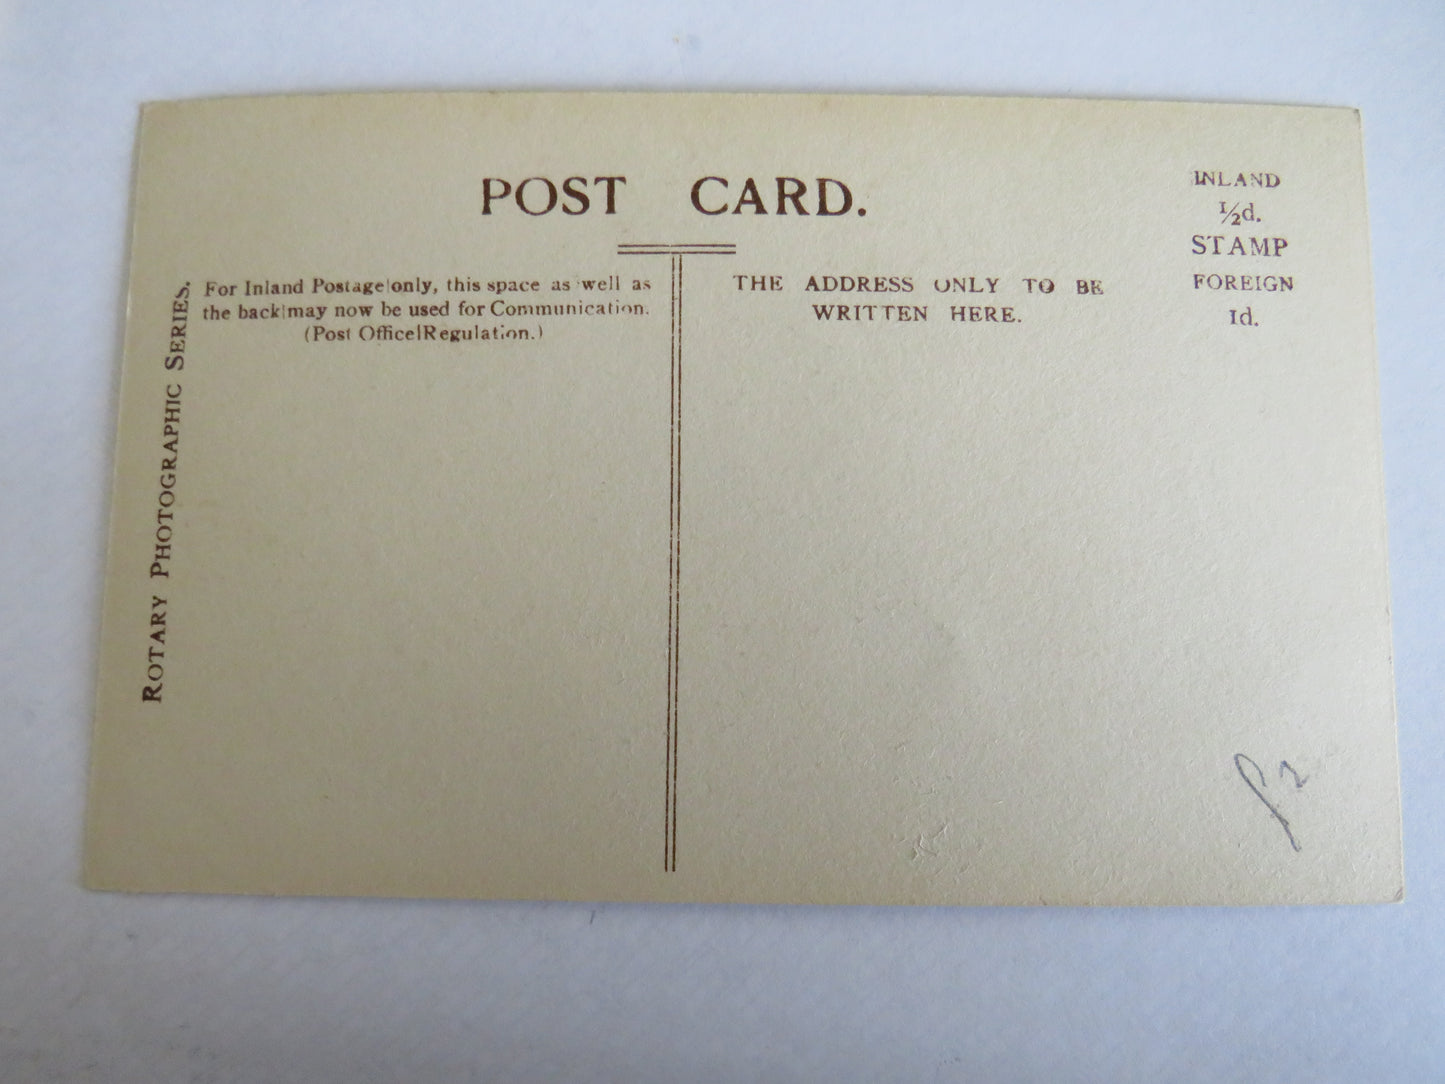 POST CARD.
INLAND
½d.
STAMP
FOREIGN
1d.
For Inland Postage only, this space as well as
the back may now be used for Communication.
(Post Office Regulation.)
THE ADDRESS ONLY TO BE
WRITTEN HERE.
ROTARY PHOTOGRAPHIC SERIES.